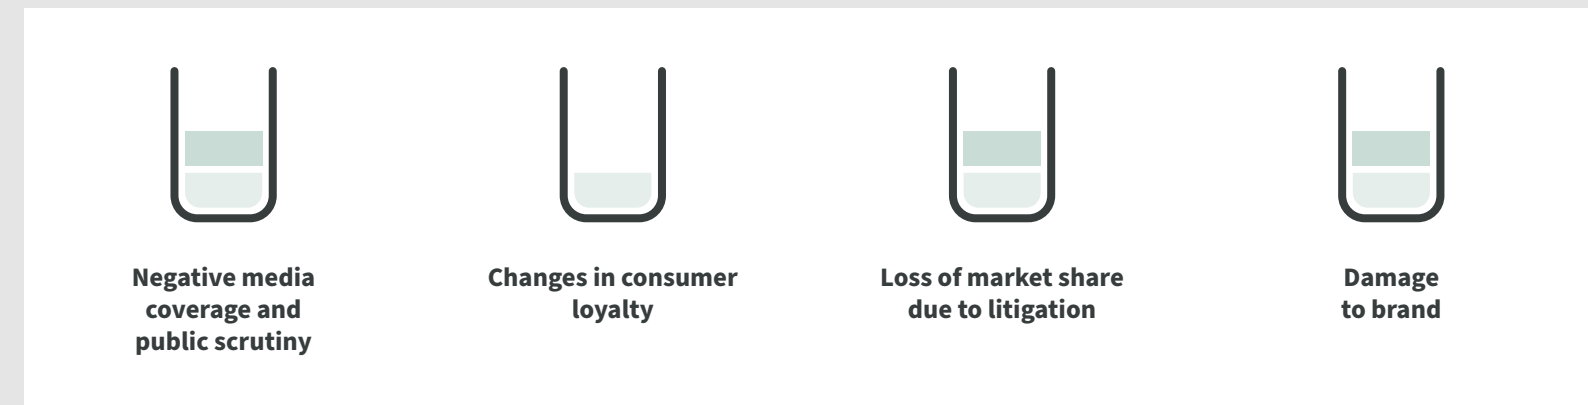 Negative media
coverage and
public scrutiny
Changes in consumer
loyalty
Loss of market share
due to litigation
Damage
to brand